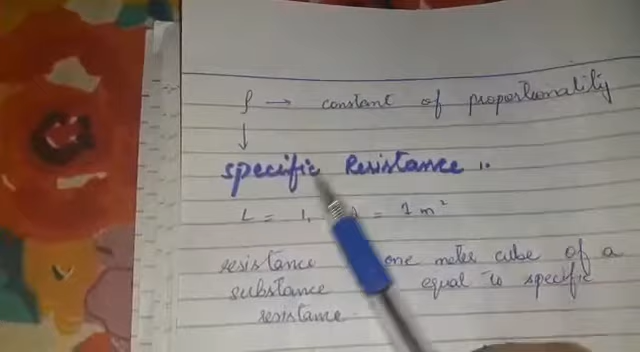 ρ → constant of proportionality
↓
specific Resistance :.
L = 1, = 1 m²
resistance one meter cube of a
substance equal to specific
resistance.